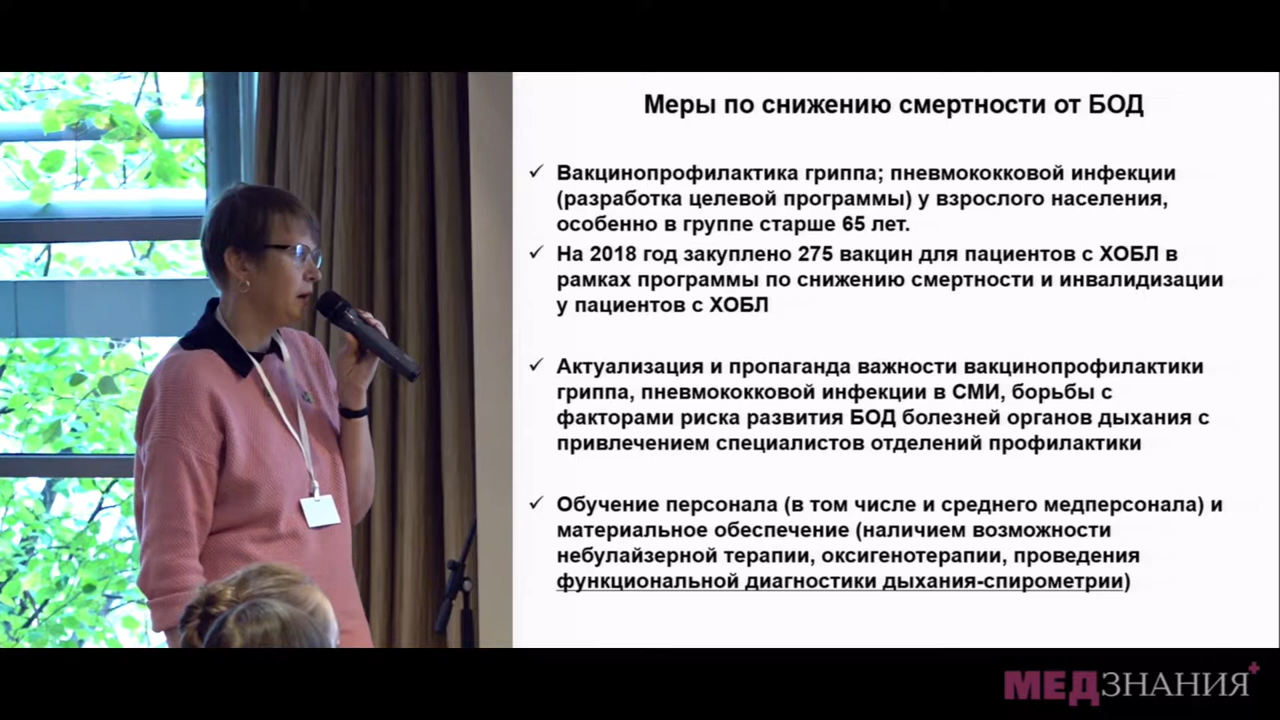 Меры по снижению смертности от БОД
Вакцинопрофилактика гриппа; пневмококковой инфекции
(разработка целевой программы) у взрослого населения,
особенно в группе старше 65 лет.
На 2018 год закуплено 275 вакцин для пациентов с ХОБЛ в
рамках программы по снижению смертности и инвалидизации
у пациентов с ХОБЛ
Актуализация и пропаганда важности вакцинопрофилактики
гриппа, пневмококковой инфекции в СМИ, борьбы с
факторами риска развития БОД болезней органов дыхания с
привлечением специалистов отделений профилактики
Обучение персонала (в том числе и среднего медперсонала) и
материальное обеспечение (наличием возможности
небулайзерной терапии, оксигенотерапии, проведения
функциональной диагностики дыхания-спирометрии)
МЕДЗНАНИЯ+